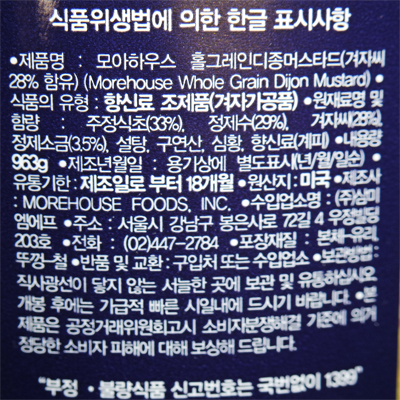 식품위생법에 의한 한글 표시사항
•제품명 : 모아하우스 홀그레인디종머스타드(겨자씨
28% 함유) (Morehouse Whole Grain Dijon Mustard) •
식품의 유형 : 향신료 조제품(겨자가공품) •원재료명 및
함량 : 주정식초(33%), 정제수(29%), 겨자씨(28%),
정제소금(3.5%), 설탕, 구연산, 심황, 향신료(계피) •내용량
963g •제조년월일 : 용기상에 별도표시(년/월/일순) •
유통기한 : 제조일로 부터 18개월 •원산지 : 미국 •제조사
: MOREHOUSE FOODS, INC. •수입업소명 : (주)삼미
엠에프 •주소 : 서울시 강남구 봉은사로 72길 4 우정빌딩
203호 •전화 : (02)447-2784 •포장재질 : 본체-유리,
뚜껑-철 •반품 및 교환 : 구입처 또는 수입업소 •보관방법 :
직사광선이 닿지 않는 서늘한 곳에 보관 및 유통하십시오
개봉 후에는 가급적 빠른 시일내에 드시기 바랍니다. •본
제품은 공정거래위원회고시 소비자분쟁해결 기준에 의거
정당한 소비자 피해에 대해 보상해 드립니다.
"부정 • 불량식품 신고번호는 국번없이 1399"